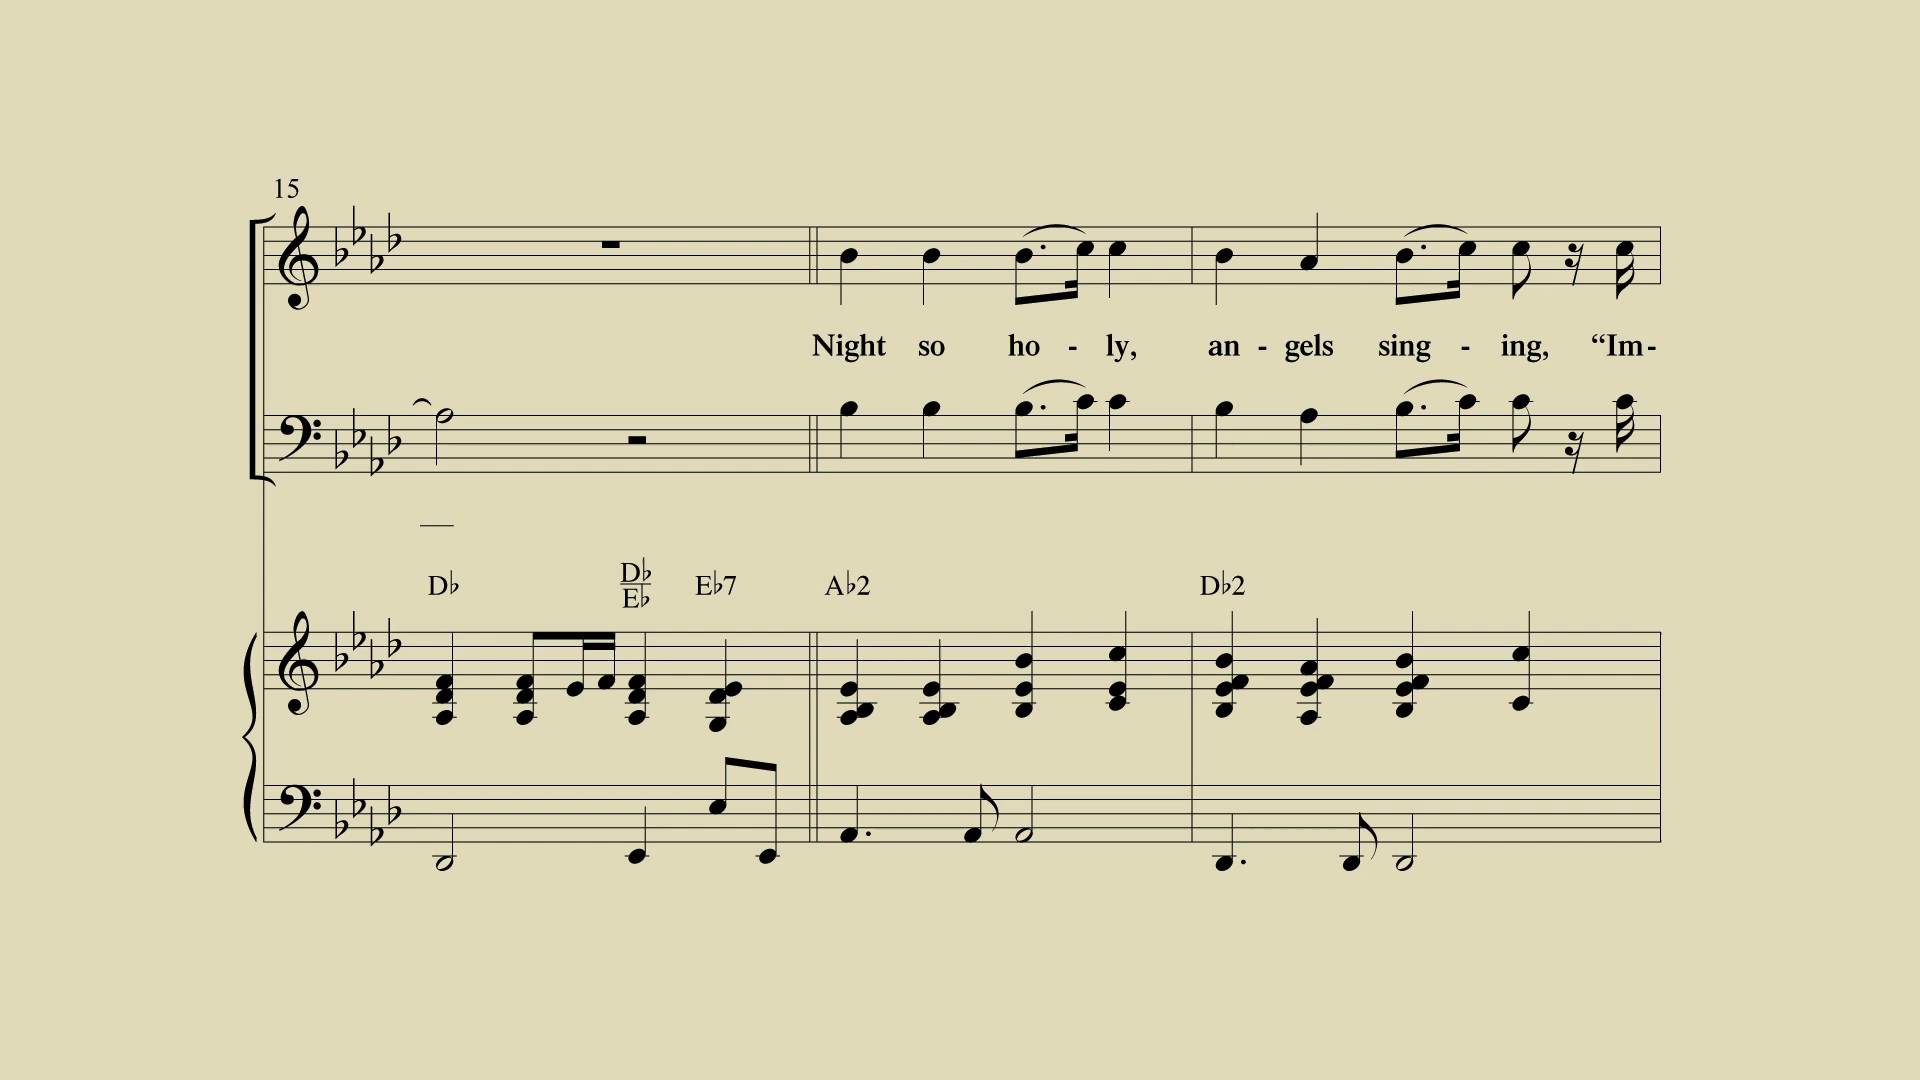 15
Night so ho - ly, an - gels sing - ing, “Im-
D♭ D♭/E♭ E♭7 A♭2 D♭2